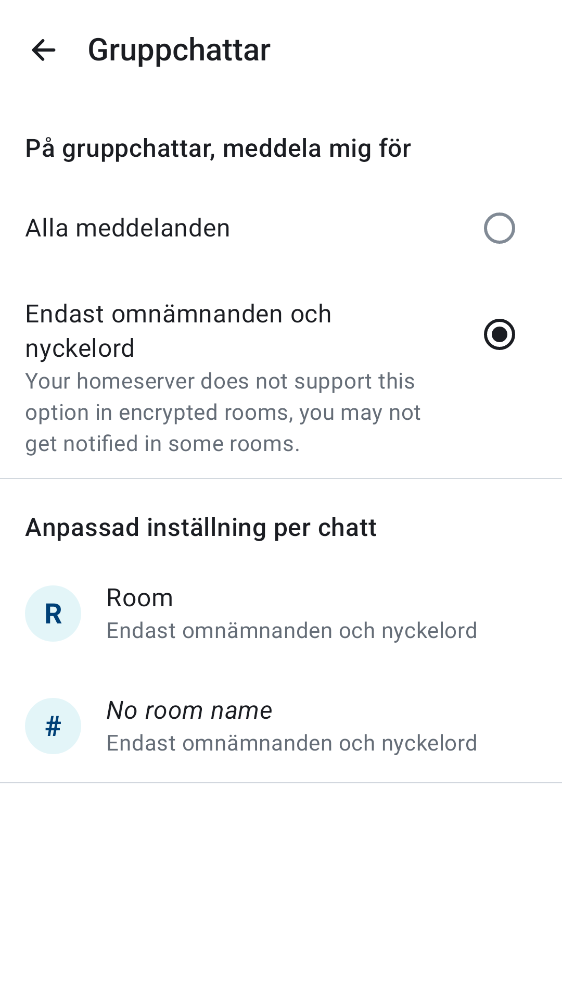 Gruppchattar
På gruppchattar, meddela mig för
Alla meddelanden
Endast omnämnanden och
nyckelord
Your homeserver does not support this
option in encrypted rooms, you may not
get notified in some rooms.
Anpassad inställning per chatt
R
Room
Endast omnämnanden och nyckelord
#
No room name
Endast omnämnanden och nyckelord